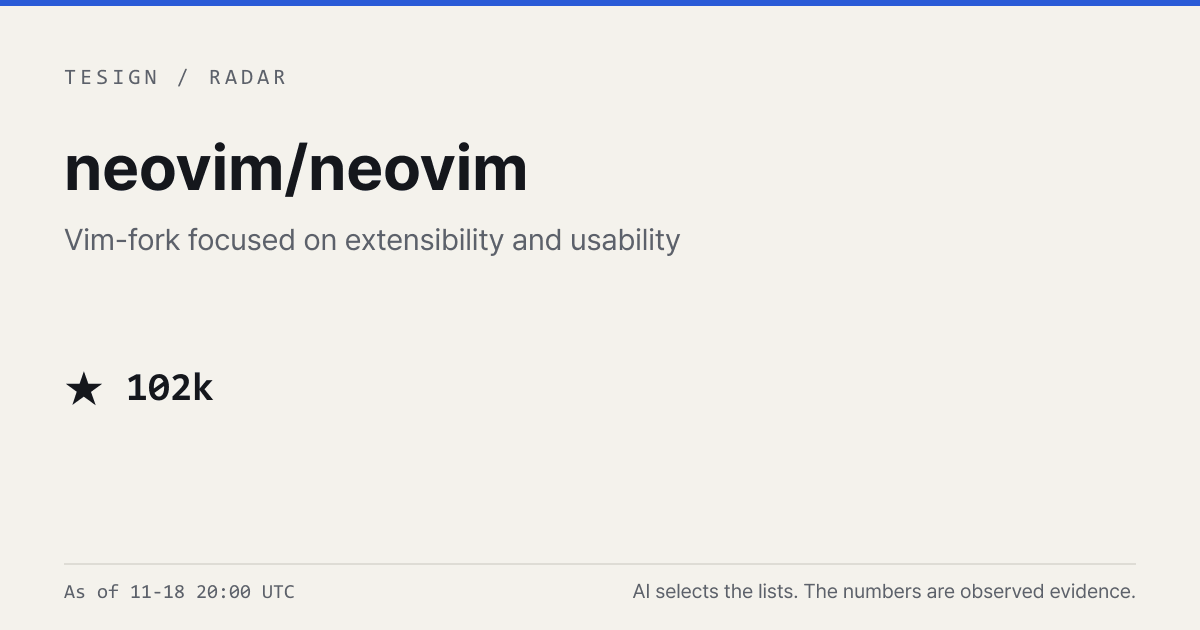 TESIGN / RADAR
neovim/neovim
Vim-fork focused on extensibility and usability
★ 102k
As of 11-18 20:00 UTC
AI selects the lists. The numbers are observed evidence.